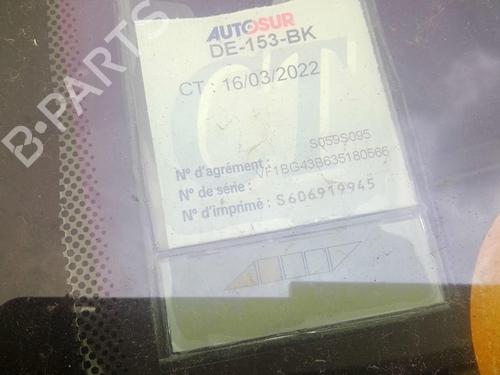 AUTOSUR
DE-153-BK
CT : 16/03/2022
CT
N° d'agrément : S059S095
N° de série : VF1BG43B635180566
N° d'imprimé : S606919945
B-PARTS